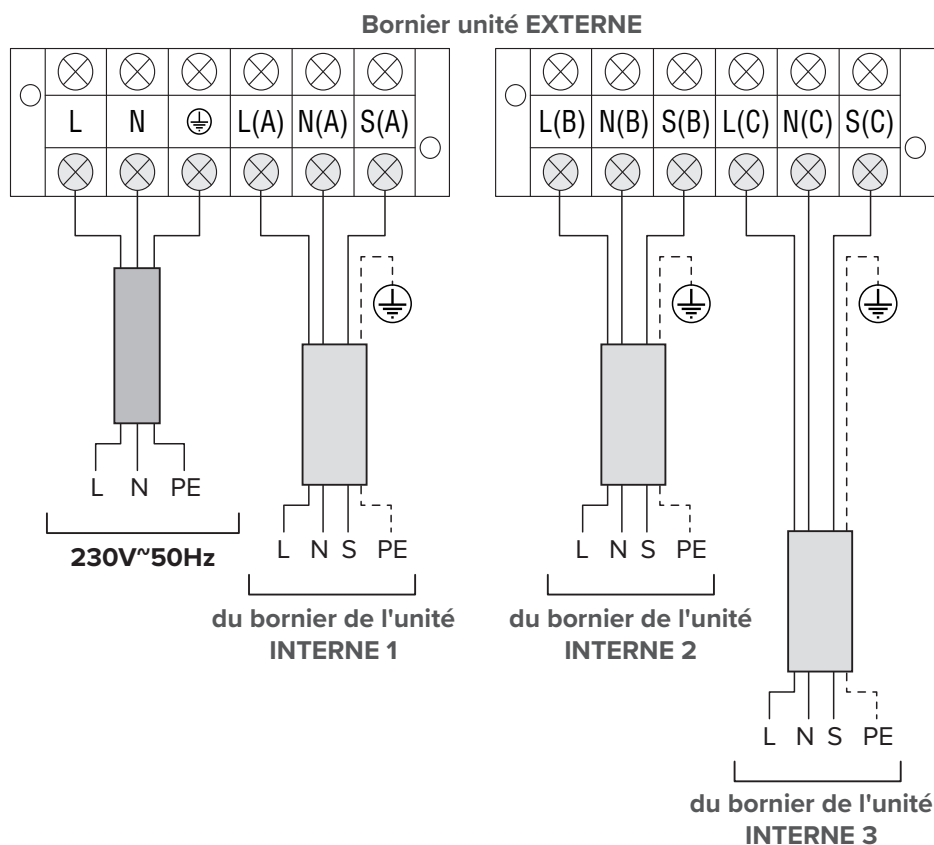 Bornier unité EXTERNE
L N L(A) N(A) S(A)
L(B) N(B) S(B) L(C) N(C) S(C)
L N PE
230V~50Hz
L N S PE
du bornier de l'unité
INTERNE 1
L N S PE
du bornier de l'unité
INTERNE 2
L N S PE
du bornier de l'unité
INTERNE 3